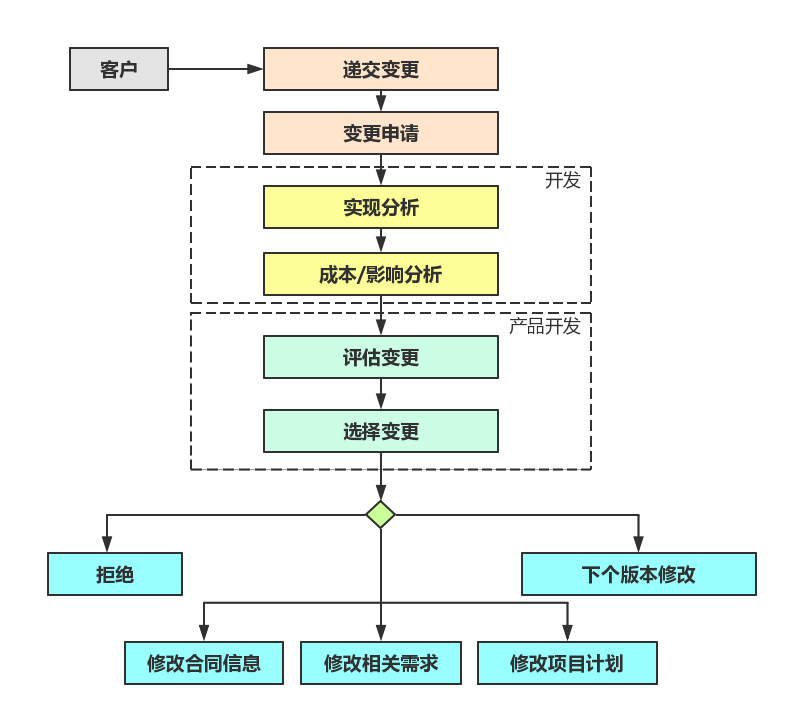 客户
递交变更
变更申请
开发
实现分析
成本/影响分析
产品开发
评估变更
选择变更
拒绝
下个版本修改
修改合同信息
修改相关需求
修改项目计划